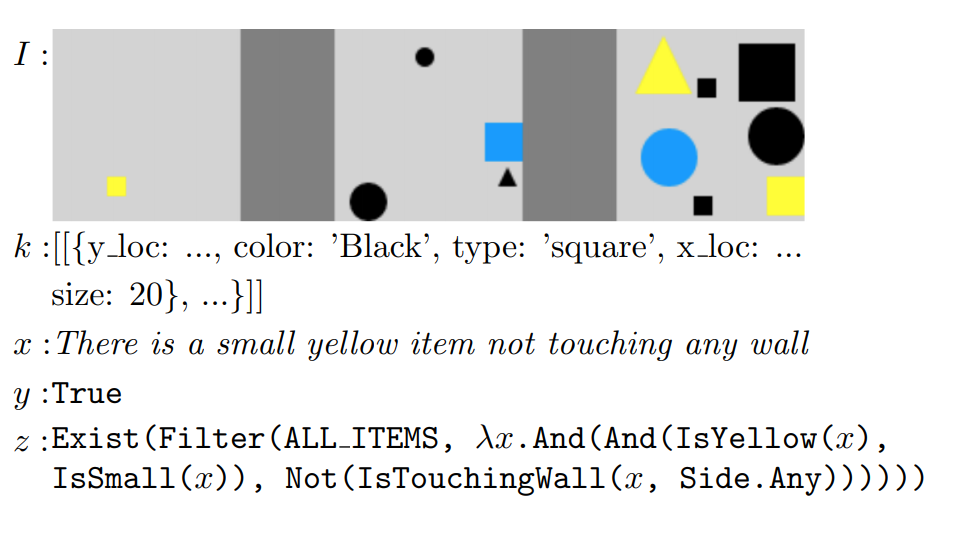 I :
k :[[{y_loc: ..., color: ’Black’, type: ’square’, x_loc: ...
size: 20}, ...}]]
x :There is a small yellow item not touching any wall
y :True
z :Exist(Filter(ALL_ITEMS, λx.And(And(IsYellow(x),
IsSmall(x)), Not(IsTouchingWall(x, Side.Any))))))